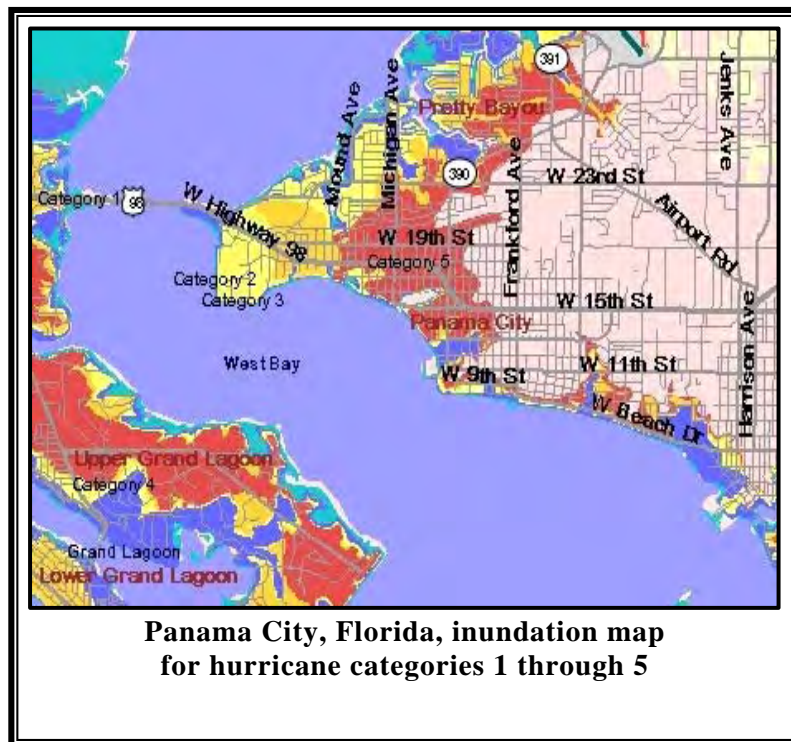 391
Jenks Ave
Pretty Bayou
Mound Ave
Michigan Ave
390
Frankford Ave
W 23rd St
Category 1
98
W Highway 98
Airport Rd
W 19th St
Category 5
Category 2
Category 3
W 15th St
Panama City
Harrison Ave
West Bay
W 9th St
W 11th St
W Beach Dr
Upper Grand Lagoon
Category 4
Grand Lagoon
Lower Grand Lagoon
Panama City, Florida, inundation map
for hurricane categories 1 through 5